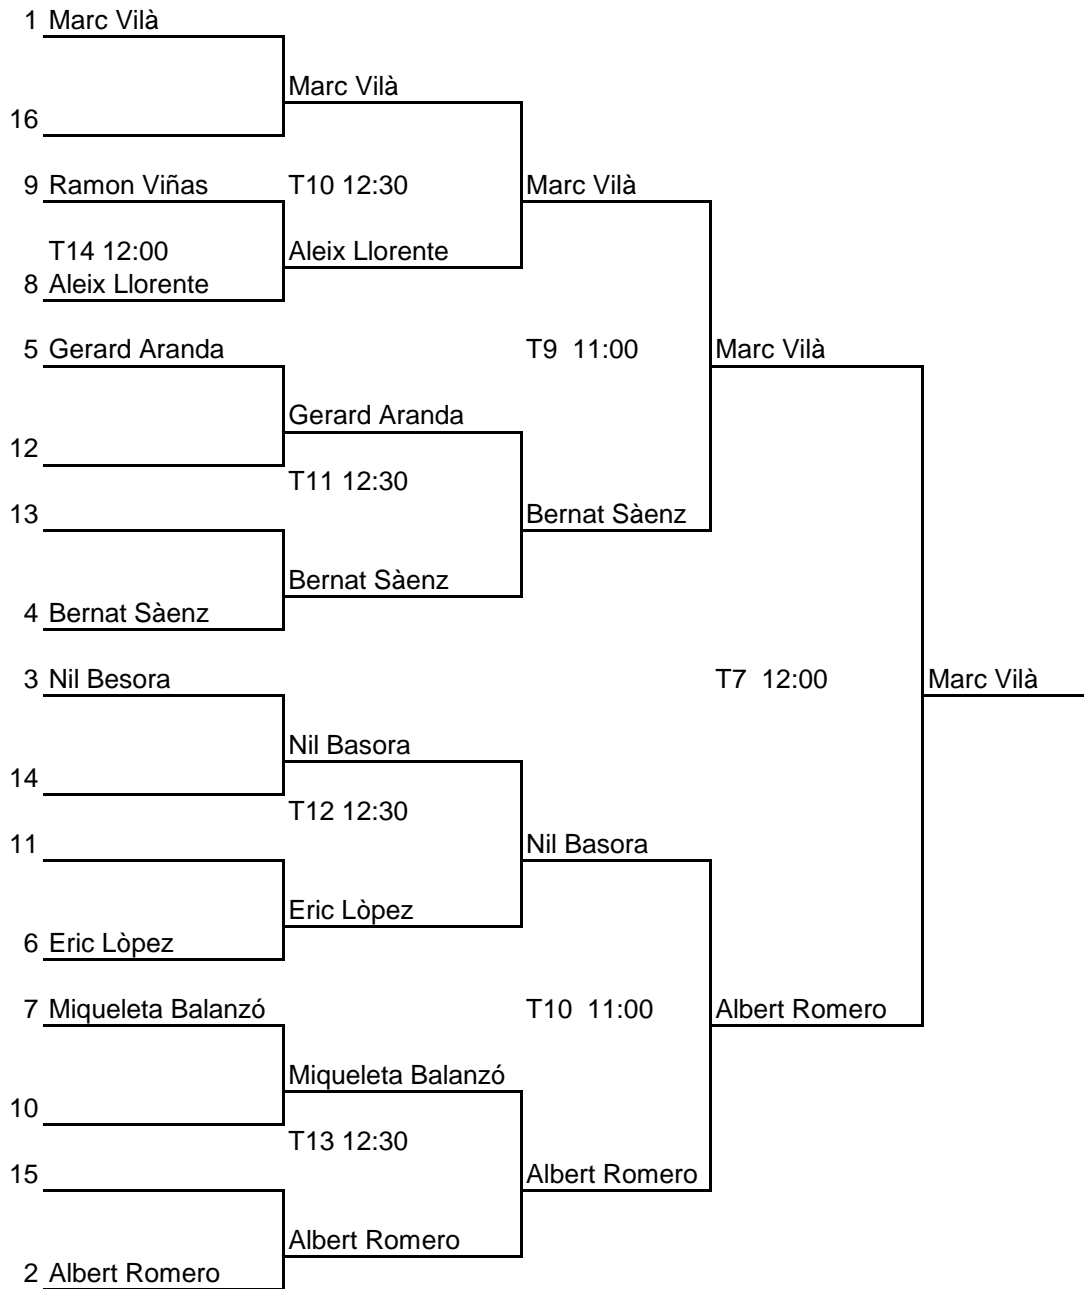 1 Marc Vilà
Marc Vilà
16
9 Ramon Viñas T10 12:30 Marc Vilà
T14 12:00 Aleix Llorente
8 Aleix Llorente
5 Gerard Aranda T9 11:00 Marc Vilà
Gerard Aranda
12
T11 12:30
13 Bernat Sàenz
Bernat Sàenz
4 Bernat Sàenz
3 Nil Besora T7 12:00 Marc Vilà
Nil Basora
14
T12 12:30
11 Nil Basora
Eric Lòpez
6 Eric Lòpez
7 Miqueleta Balanzó T10 11:00 Albert Romero
Miqueleta Balanzó
10
T13 12:30
15 Albert Romero
Albert Romero
2 Albert Romero